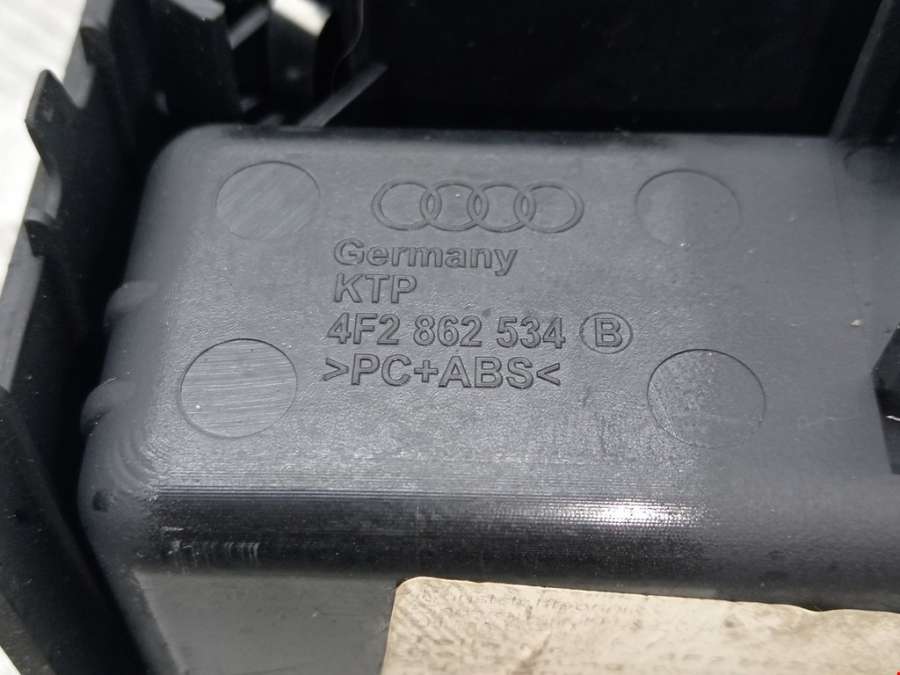 Germany
KTP
4F2 862 534 B
>PC+ABS<